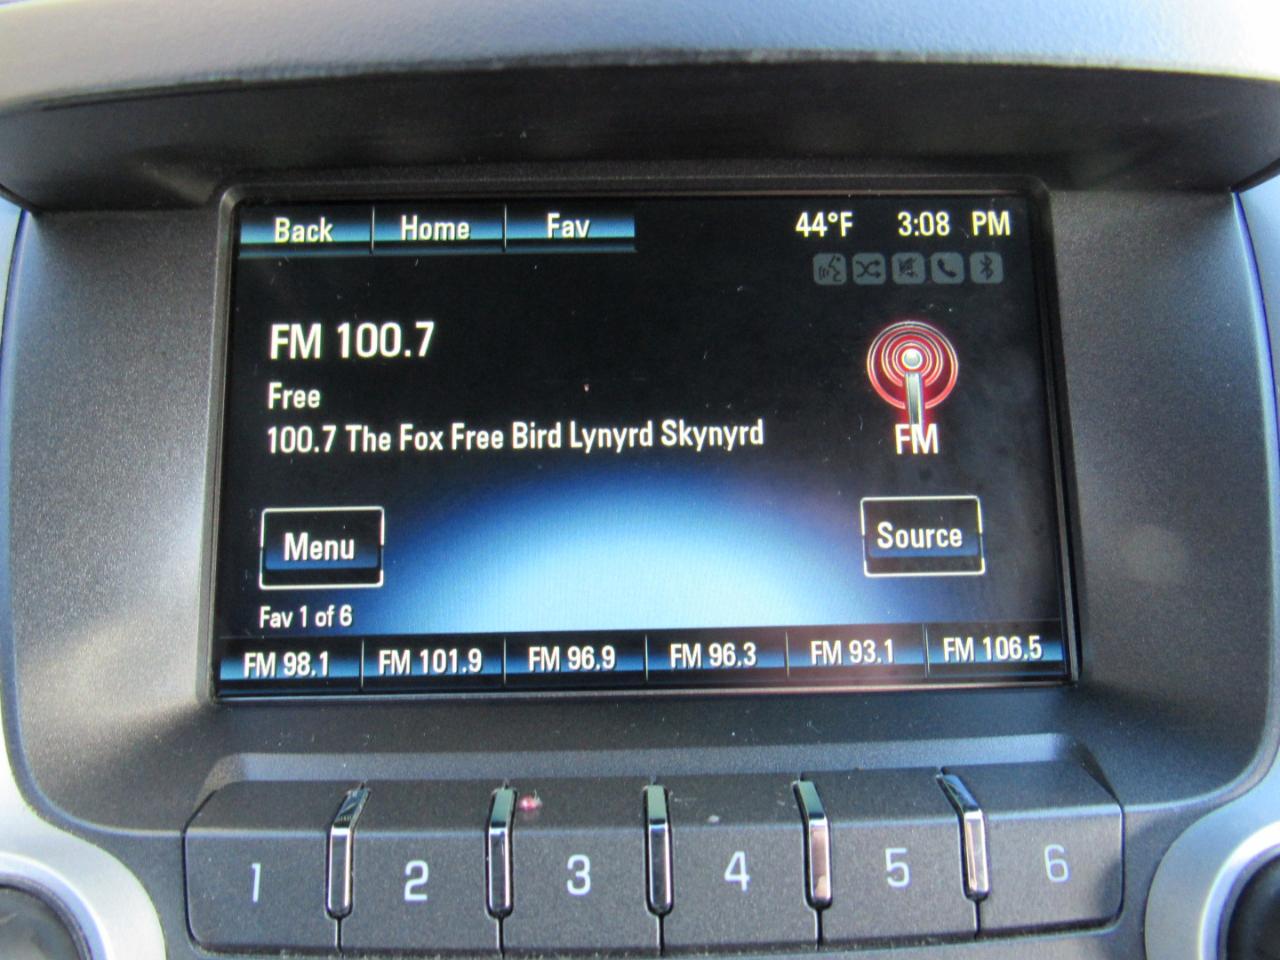 Back Home Fav 44°F 3:08 PM
FM 100.7
Free
100.7 The Fox Free Bird Lynyrd Skynyrd
FM
Menu Source
Fav 1 of 6
FM 98.1 FM 101.9 FM 96.9 FM 96.3 FM 93.1 FM 106.5
1 2 3 4 5 6